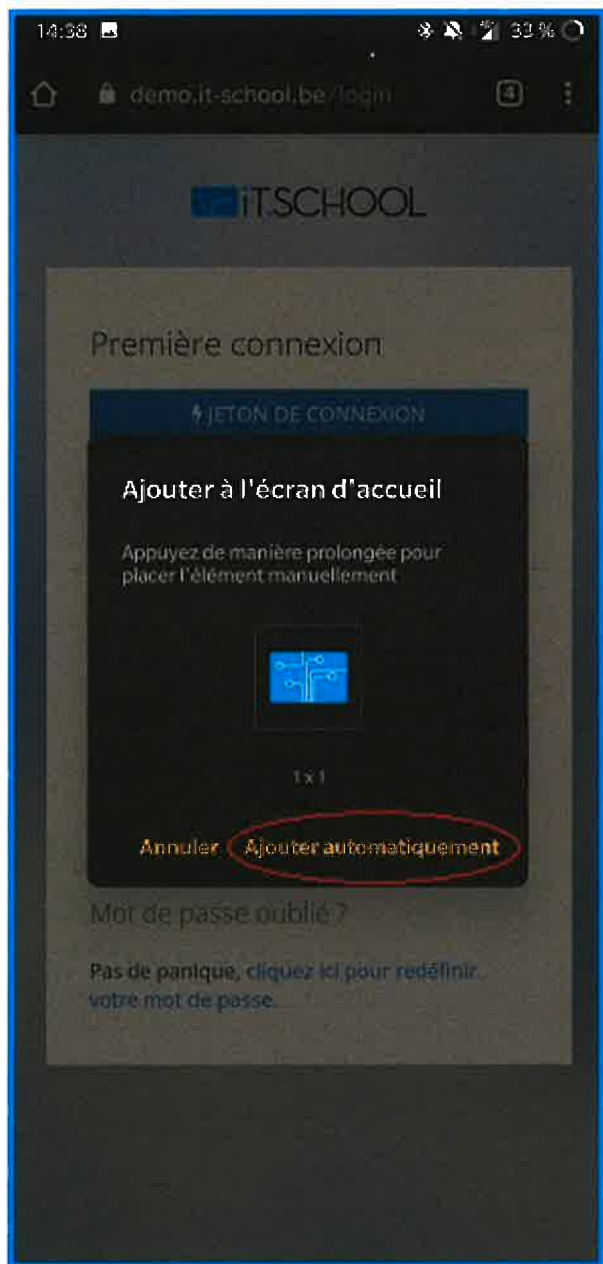 14:38
33 %
demo.it-school.be/login
4
iTSCHOOL
Première connexion
JETON DE CONNEXION
Ajouter à l'écran d'accueil
Appuyez de manière prolongée pour
placer l'élément manuellement
1 x 1
Annuler Ajouter automatiquement
Mot de passe oublié ?
Pas de panique, cliquez ici pour redéfinir
votre mot de passe.